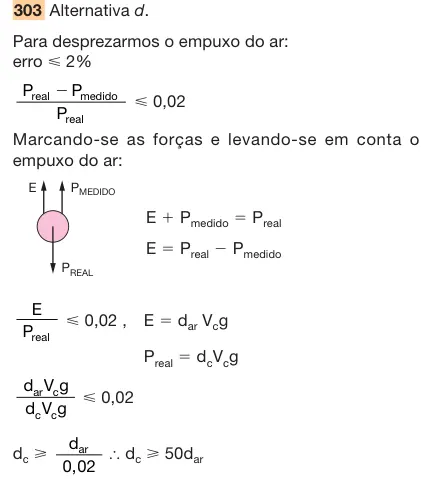 303 Alternativa d.
Para desprezarmos o empuxo do ar:
erro ⩽ 2%
(P_real − P_medido) / P_real ⩽ 0,02
Marcando-se as forças e levando-se em conta o
empuxo do ar:
E P_MEDIDO
E + P_medido = P_real
E = P_real − P_medido
P_REAL
E / P_real ⩽ 0,02 , E = d_ar V_c g
P_real = d_c V_c g
d_ar V_c g / d_c V_c g ⩽ 0,02
d_c ⩾ d_ar / 0,02 ∴ d_c ⩾ 50d_ar